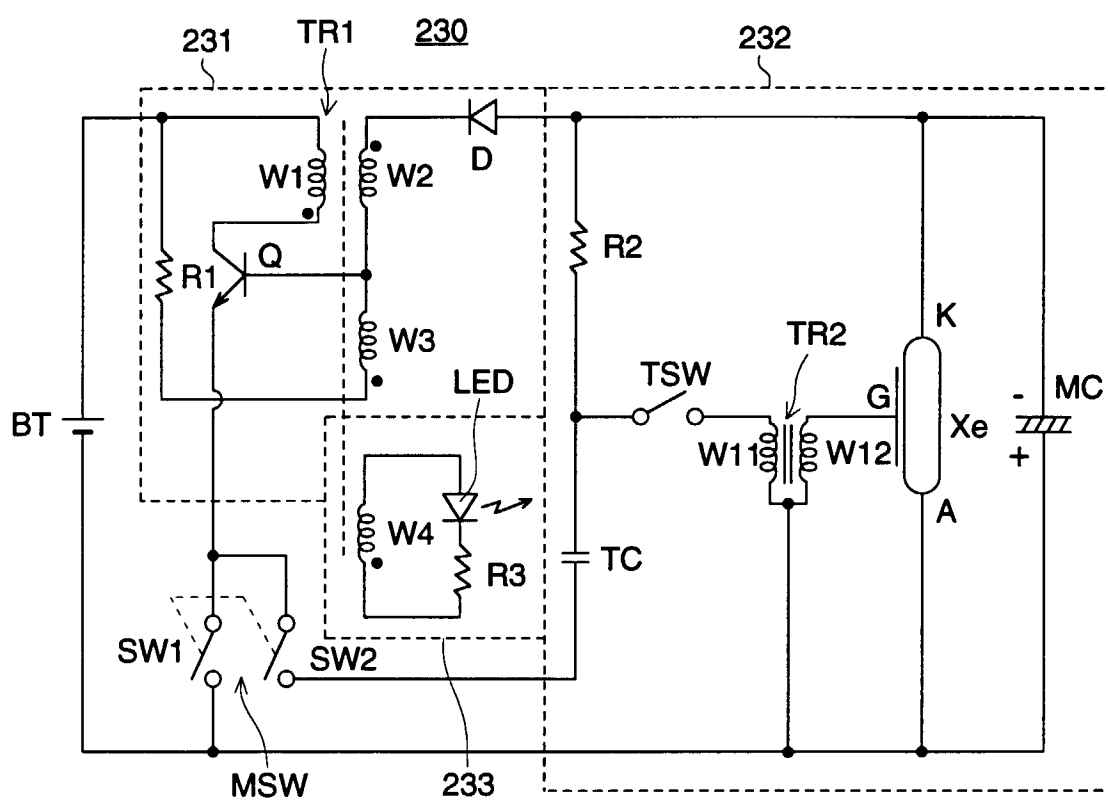 231
TR1
230
232
W1
W2
D
R1
Q
R2
W3
K
TR2
LED
TSW
G
MC
-
BT
Xe
+
W11
W12
A
W4
R3
TC
SW1
SW2
MSW
233